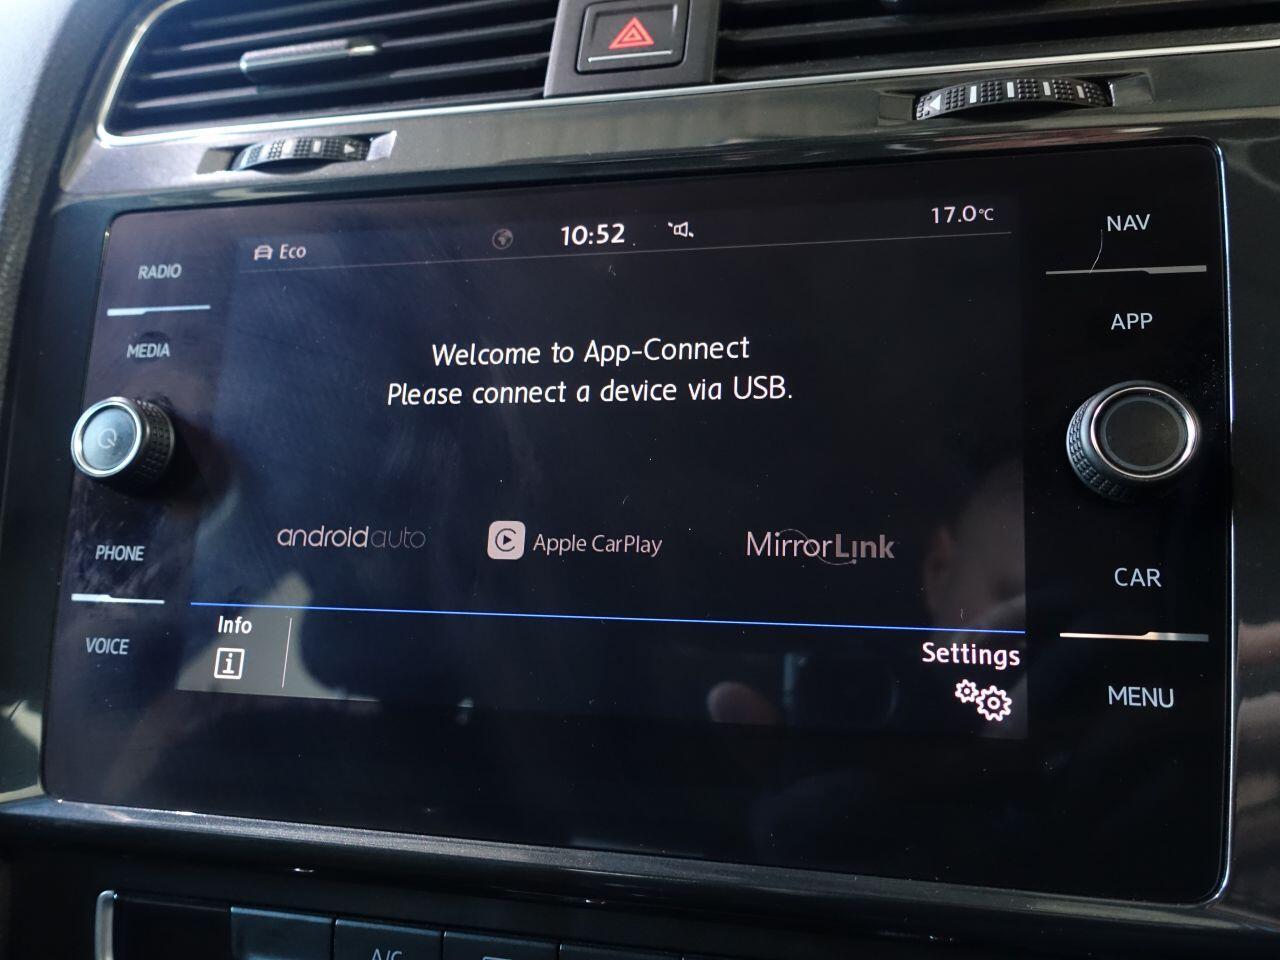 Eco
10:52
17.0°C
NAV
RADIO
APP
MEDIA
Welcome to App-Connect
Please connect a device via USB.
androidauto
Apple CarPlay
MirrorLink
PHONE
CAR
Info
VOICE
Settings
MENU
A/C